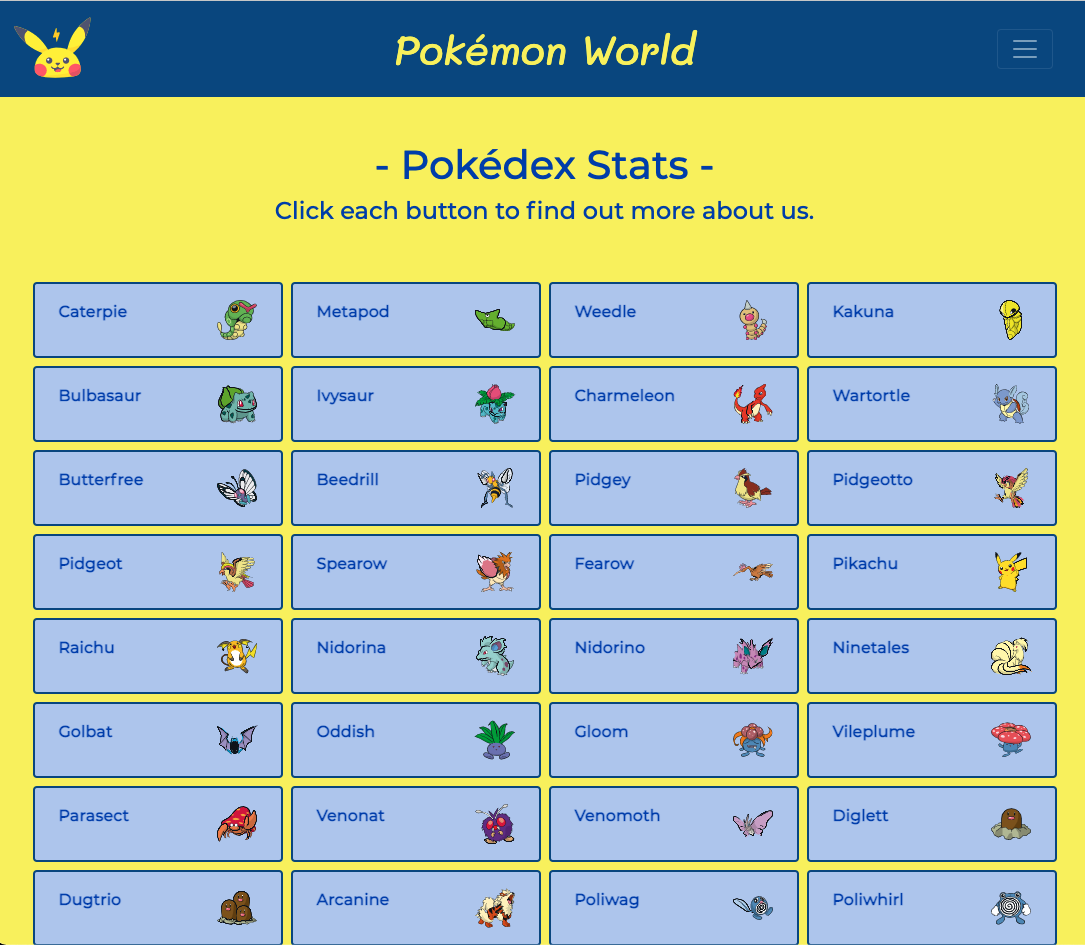 Pokémon World
- Pokédex Stats -
Click each button to find out more about us.
Caterpie
Metapod
Weedle
Kakuna
Bulbasaur
Ivysaur
Charmeleon
Wartortle
Butterfree
Beedrill
Pidgey
Pidgeotto
Pidgeot
Spearow
Fearow
Pikachu
Raichu
Nidorina
Nidorino
Ninetales
Golbat
Oddish
Gloom
Vileplume
Parasect
Venonat
Venomoth
Diglett
Dugtrio
Arcanine
Poliwag
Poliwhirl